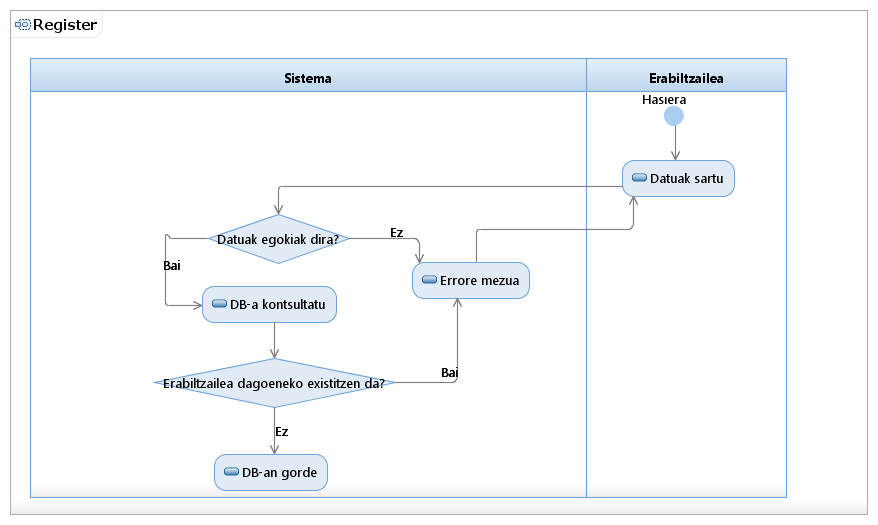 Register
Sistema
Erabiltzailea
Hasiera
Datuak sartu
Datuak egokiak dira?
Ez
Bai
Errore mezua
DB-a kontsultatu
Erabiltzailea dagoeneko existitzen da?
Bai
Ez
DB-an gorde